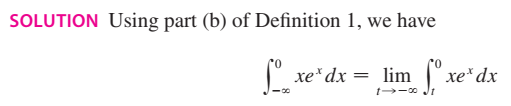 SOLUTION Using part (b) of Definition 1, we have
∫_{-∞}^{0} xe^x dx = lim_{t→-∞} ∫_{t}^{0} xe^x dx